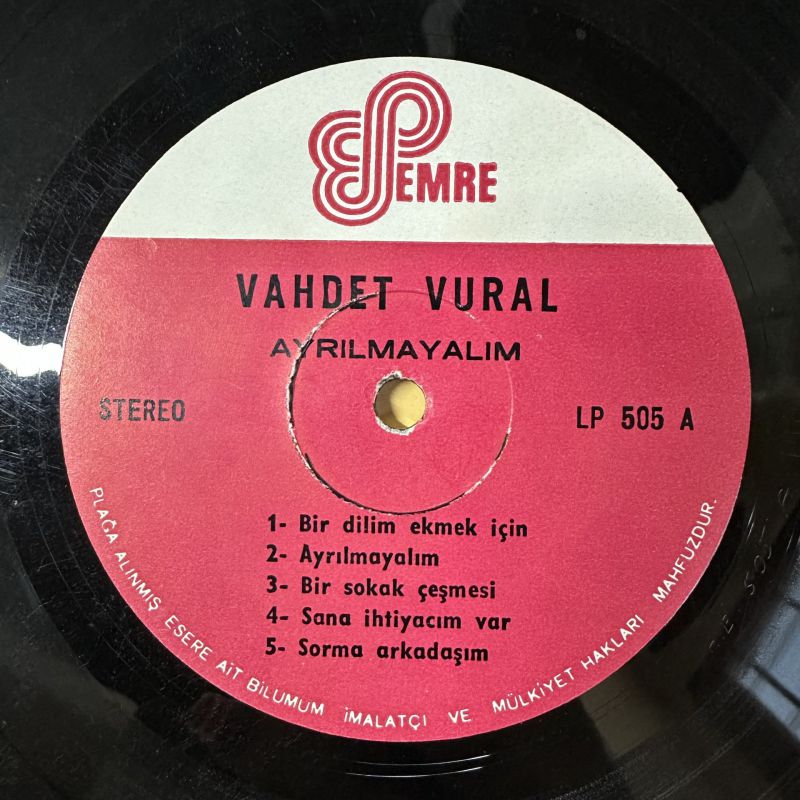 EMRE
VAHDET VURAL
AYRILMAYALIM
STEREO
LP 505 A
1- Bir dilim ekmek için
2- Ayrılmayalım
3- Bir sokak çeşmesi
4- Sana ihtiyacım var
5- Sorma arkadaşım
PLAĞA ALINMIŞ ESERE AİT BİLUMUM İMALATÇI VE MÜLKİYET HAKLARI MAHFUZDUR.